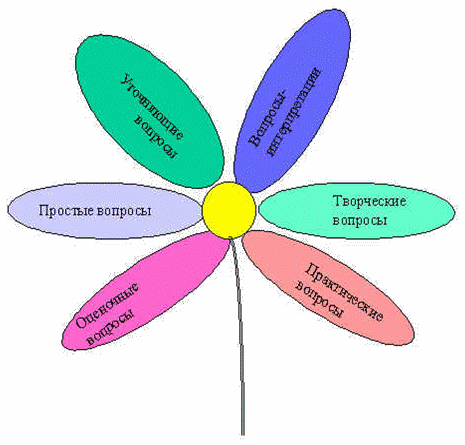 Уточняющие
вопросы
Вопросы-
интерпретации
Простые вопросы
Творческие
вопросы
Оценочные
вопросы
Практические
вопросы